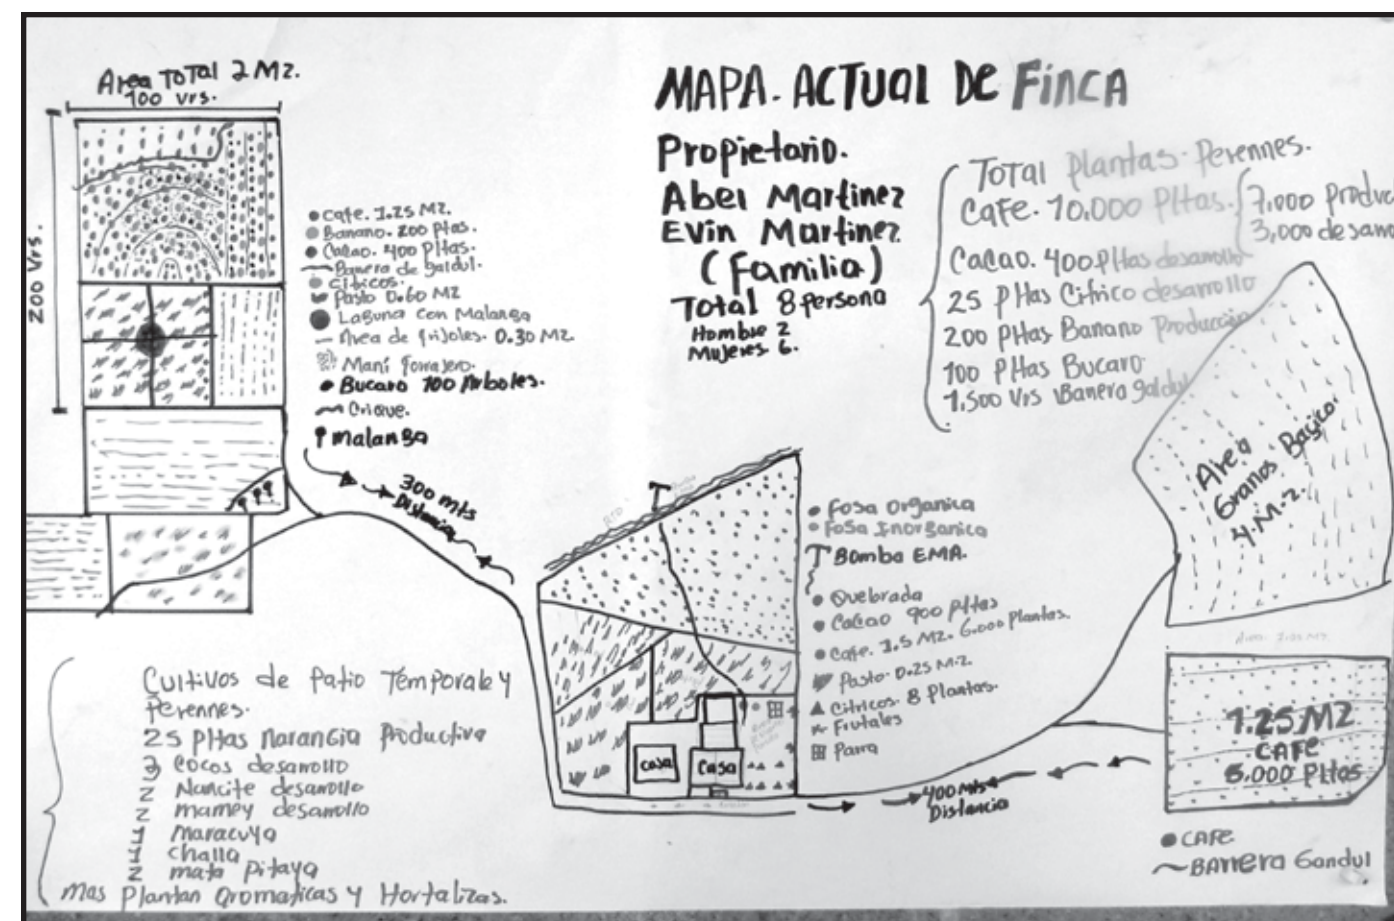 Area Total 2 Mz.
100 vrs.
200 Vrs.
• Cafe. 1.25 Mz.
Banano. 200 Pltas.
• Cacao. 400 Pltas.
Barrera de gandul.
Citricos.
Pasto 0.60 Mz
Laguna con Malanga
Area de frijoles. 0.30 Mz.
Maní forrajero.
• Bucaro 100 Arboles.
Crique.
Malanga
300 mts
Distancia
MAPA. ACTUAL DE FINCA
Propietario.
Abel Martinez
Evin Martinez
(Familia)
Total 8 persona
Hombre 2
Mujeres 6.
Total Plantas. Perennes.
Cafe. 10.000 Pltas.
7.000 Produc
3,000 desarro
Cacao. 400 Pltas desarrollo
25 Pltas Citrico desarrollo
200 Pltas Banano Producción
100 Pltas Bucaro
1,500 Vrs Barrera gandul
Area
Granos Basico.
4. M.z.
RIO
• Fosa Organica
• Fosa Inorganica
Bomba EMA.
• Quebrada
• Cacao 900 Pltas
• Cafe. 1.5 Mz. 6.000 Plantas.
Pasto. 0.25 M.z.
Citricos. 8 Plantas.
Frutales
Parra
casa
Casa
400 Mts
Distancia
1.25 MZ
CAFE
5.000 Pltas
• CAFE
BARRERA Gandul
Cultivos de Patio Temporale y
Perennes.
25 Pltas Narancia Productiva
3 Cocos desarrollo
2 Nancite desarrollo
2 mamey desarrollo
1 Maracuya
1 challa
2 mata Pitaya
Mas Plantan aromaticas y Hortalizas.